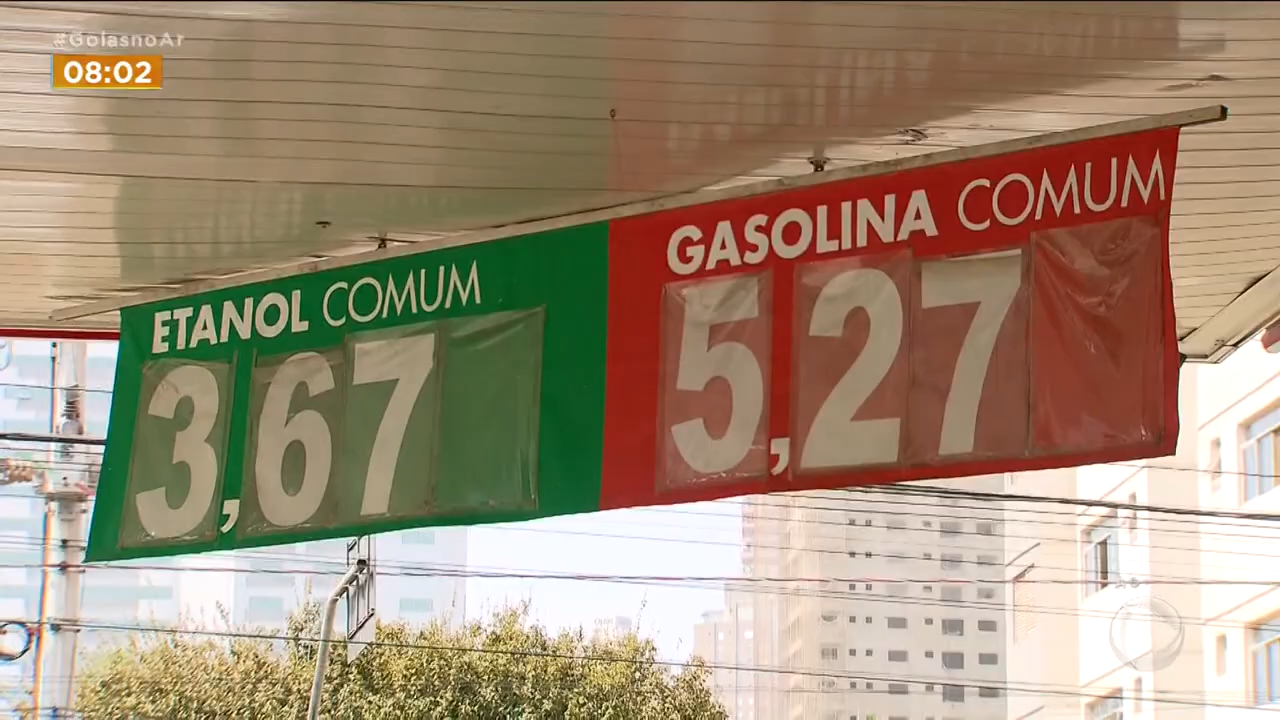 #GoiasnoAr
08:02
ETANOL COMUM
3,67
GASOLINA COMUM
5,27